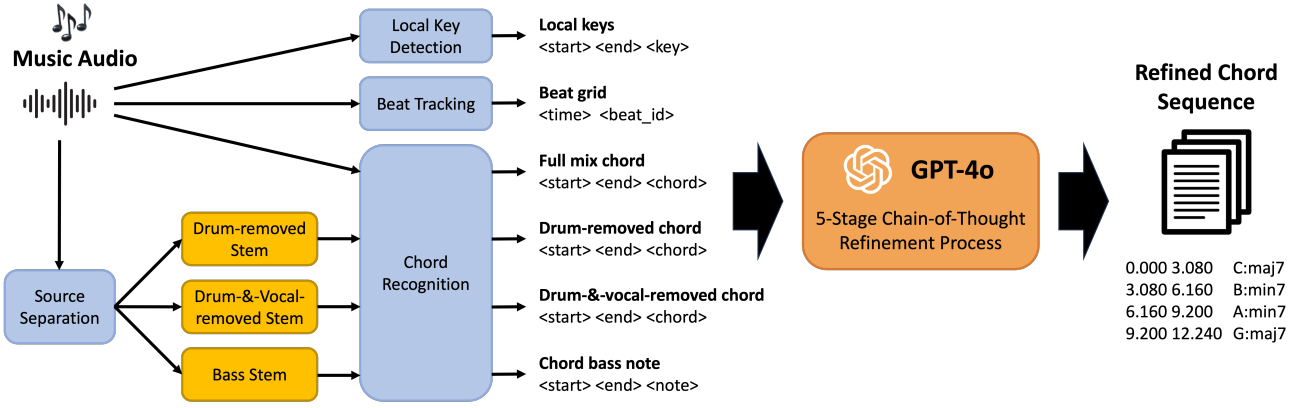 Music Audio
Local Key
Detection
Local keys
<start> <end> <key>
Beat Tracking
Beat grid
<time> <beat_id>
Full mix chord
<start> <end> <chord>
Drum-removed
Stem
Drum-removed chord
<start> <end> <chord>
Source
Separation
Drum-&-Vocal-
removed Stem
Chord
Recognition
Drum-&-vocal-removed chord
<start> <end> <chord>
Bass Stem
Chord bass note
<start> <end> <note>
GPT-4o
5-Stage Chain-of-Thought
Refinement Process
Refined Chord
Sequence
0.000 3.080 C:maj7
3.080 6.160 B:min7
6.160 9.200 A:min7
9.200 12.240 G:maj7